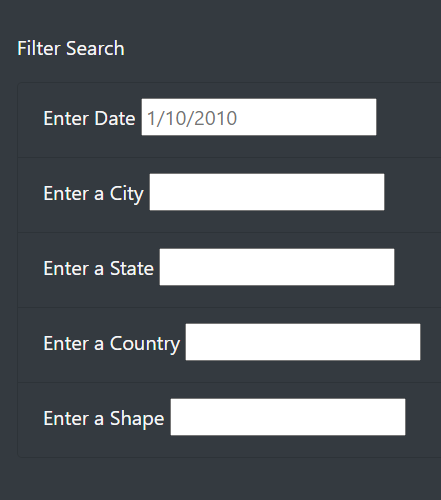 Filter Search
Enter Date 1/10/2010
Enter a City
Enter a State
Enter a Country
Enter a Shape